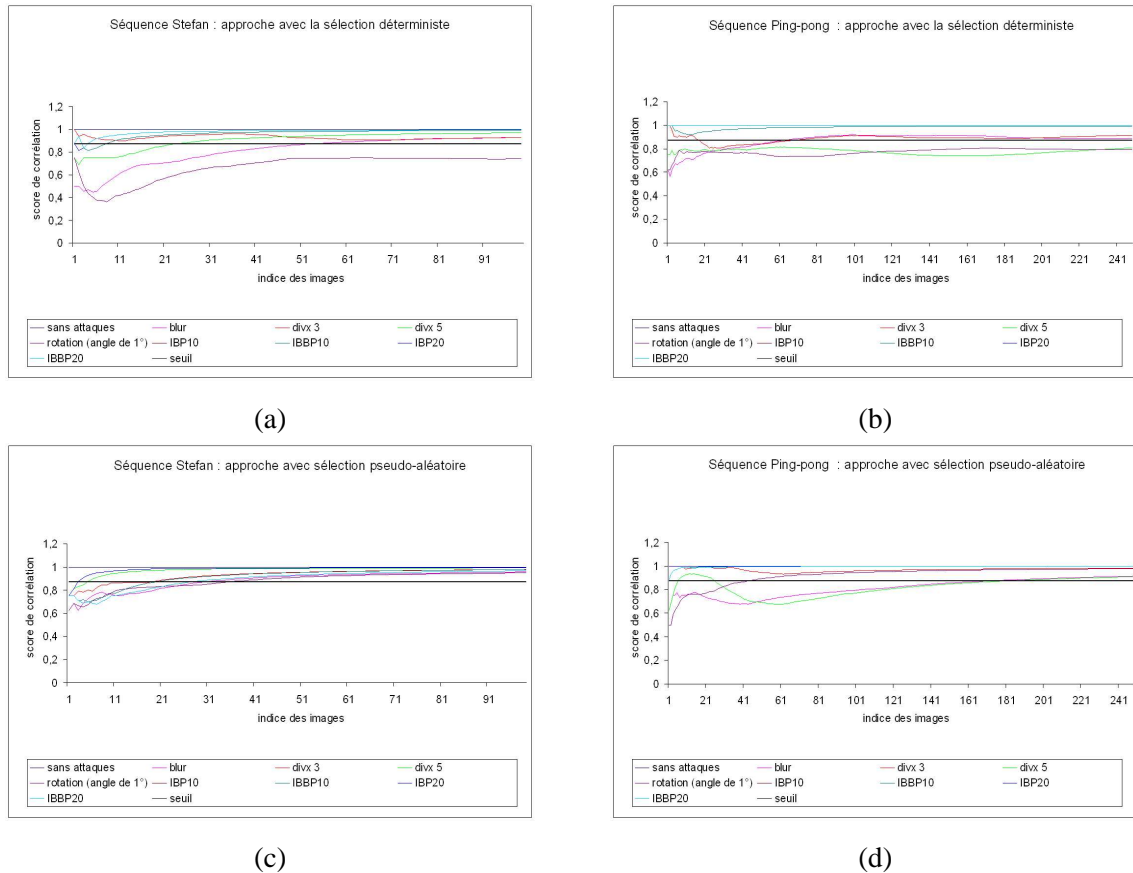 Séquence Stefan : approche avec la sélection déterministe
1,2
1
0,8
0,6
0,4
0,2
0
score de corrélation
1 11 21 31 41 51 61 71 81 91
indice des images
sans attaques blur divx 3 divx 5
rotation (angle de 1°) IBP10 IBBP10 IBP20
IBBP20 seuil
(a)
Séquence Ping-pong : approche avec la sélection déterministe
1,2
1
0,8
0,6
0,4
0,2
0
score de corrélation
1 21 41 61 81 101 121 141 161 181 201 221 241
indice des images
sans attaques blur divx 3 divx 5
rotation (angle de 1°) IBP10 IBBP10 IBP20
IBBP20 seuil
(b)
Séquence Stefan : approche avec sélection pseudo-aléatoire
1,2
1
0,8
0,6
0,4
0,2
0
score de corrélation
1 11 21 31 41 51 61 71 81 91
indice des images
sans attaques blur divx 3 divx 5
rotation (angle de 1°) IBP10 IBBP10 IBP20
IBBP20 seuil
(c)
Séquence Ping-pong : approche avec sélection pseudo-aléatoire
1,2
1
0,8
0,6
0,4
0,2
0
score de corrélation
1 21 41 61 81 101 121 141 161 181 201 221 241
indice des images
sans attaques blur divx 3 divx 5
rotation (angle de 1°) IBP10 IBBP10 IBP20
IBBP20 seuil
(d)